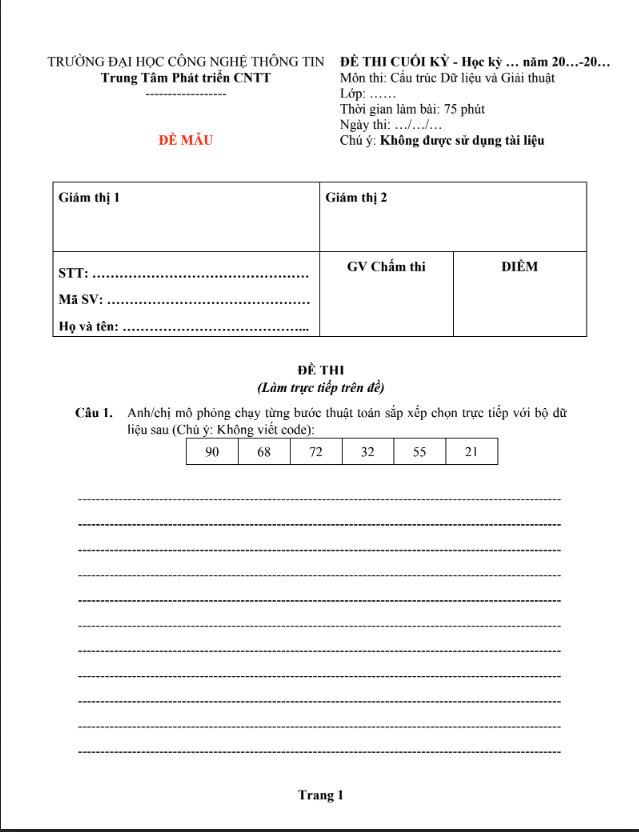 TRƯỜNG ĐẠI HỌC CÔNG NGHỆ THÔNG TIN
Trung Tâm Phát triển CNTT
------------------
ĐỀ MẪU
ĐỀ THI CUỐI KỲ - Học kỳ … năm 20…-20…
Môn thi: Cấu trúc Dữ liệu và Giải thuật
Lớp: ……
Thời gian làm bài: 75 phút
Ngày thi: …/…/…
Chú ý: Không được sử dụng tài liệu
Giám thị 1
Giám thị 2
STT: …………………………………………
Mã SV: ………………………………………
Họ và tên: …………………………………...
GV Chấm thi
ĐIỂM
ĐỀ THI
(Làm trực tiếp trên đề)
Câu 1. Anh/chị mô phỏng chạy từng bước thuật toán sắp xếp chọn trực tiếp với bộ dữ
liệu sau (Chú ý: Không viết code):
90 68 72 32 55 21
Trang 1